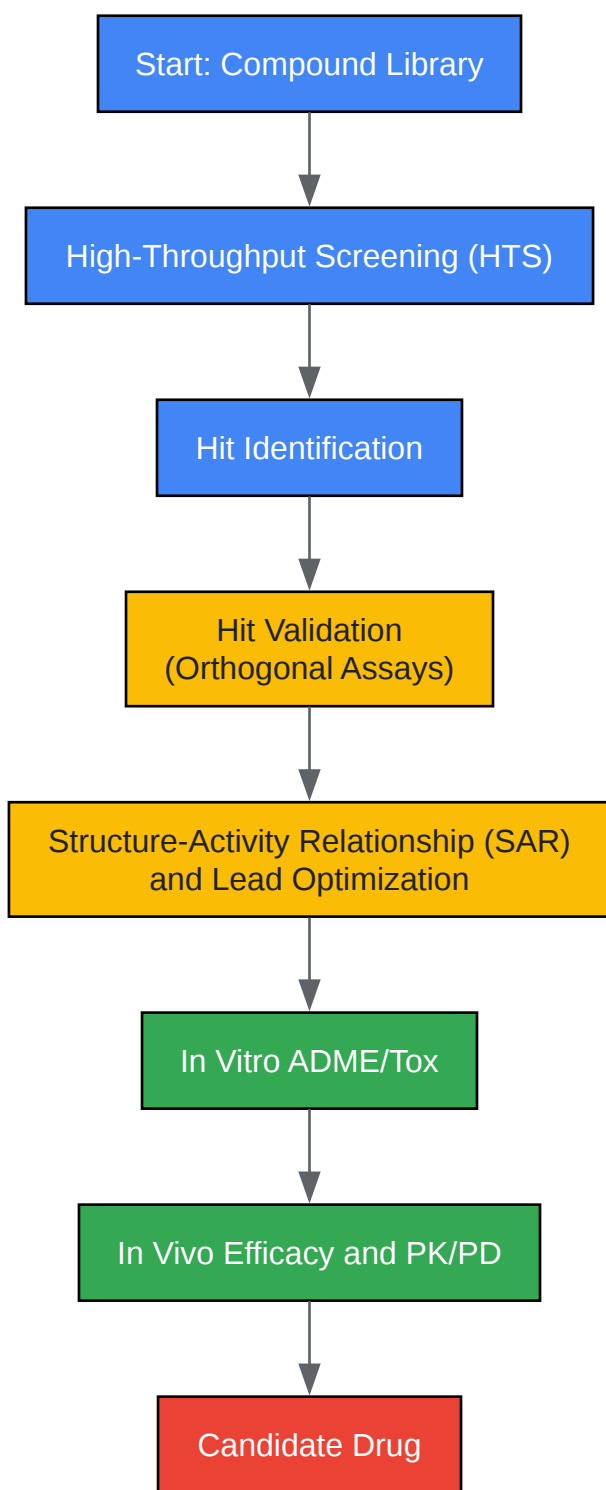 Start: Compound Library
High-Throughput Screening (HTS)
Hit Identification
Hit Validation
(Orthogonal Assays)
Structure-Activity Relationship (SAR)
and Lead Optimization
In Vitro ADME/Tox
In Vivo Efficacy and PK/PD
Candidate Drug